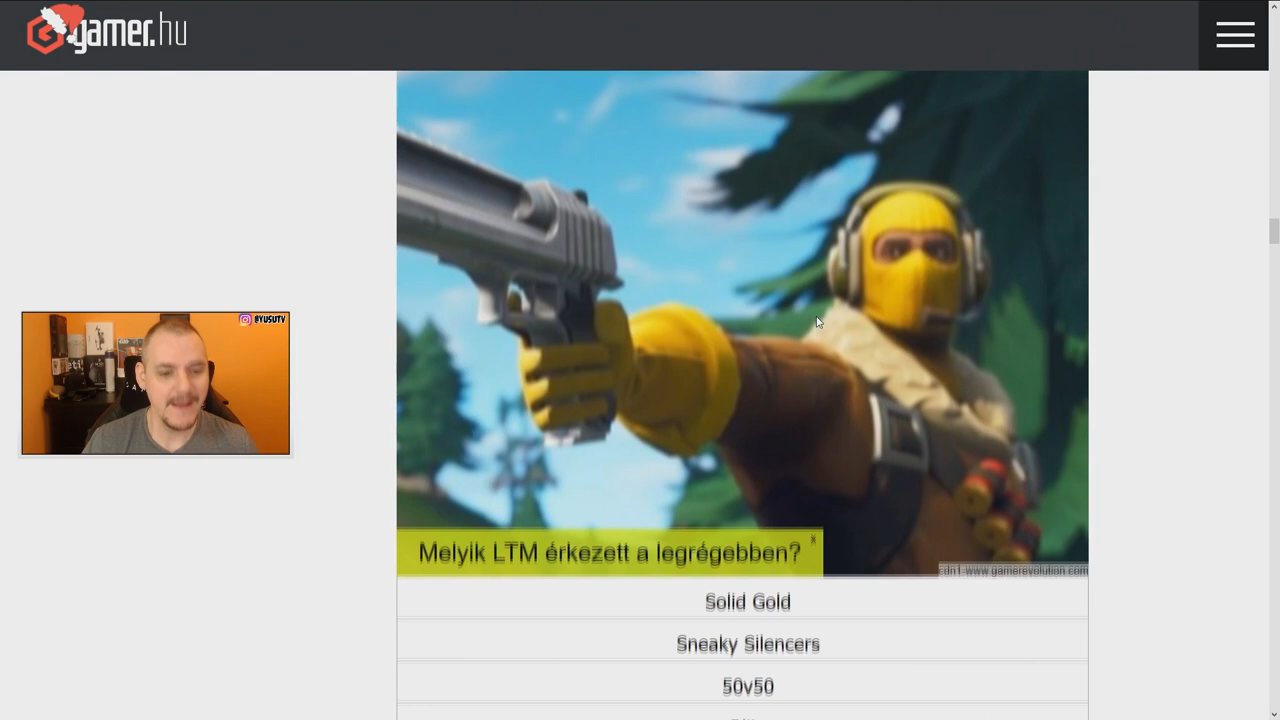 gamer.hu
@YUSUTV
Melyik LTM érkezett a legrégebben?
cdn1-www.gamerevolution.com
Solid Gold
Sneaky Silencers
50v50